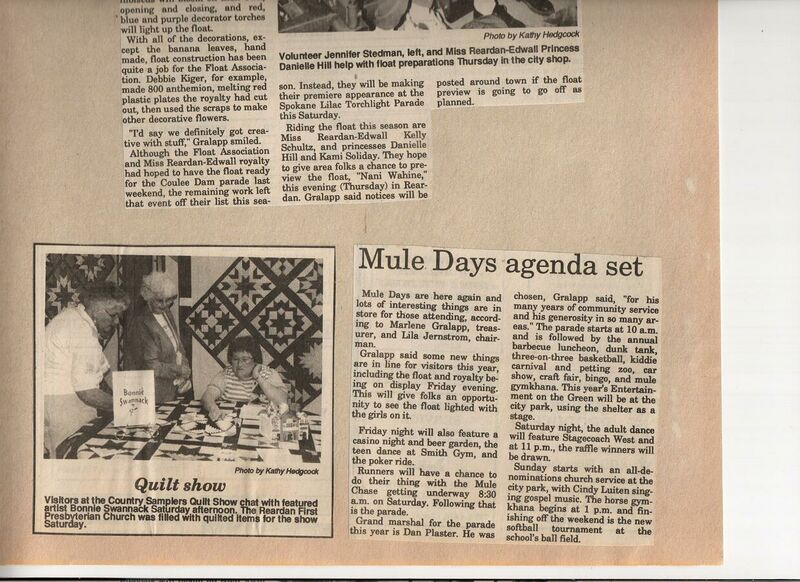 opening and closing, and red,
blue and purple decorator torches
will light up the float.
With all of the decorations, ex-
cept the banana leaves, hand
made, float construction has been
quite a job for the Float Associa-
tion. Debbie Kiger, for example,
made 800 anthemion, melting red
plastic plates the royalty had cut
out, then used the scraps to make
other decorative flowers.
"I'd say we definitely got crea-
tive with stuff," Gralapp smiled.
Although the Float Association
and Miss Reardan-Edwall royalty
had hoped to have the float ready
for the Coulee Dam parade last
weekend, the remaining work left
that event off their list this sea-
Photo by Kathy Hedgcock
Volunteer Jennifer Stedman, left, and Miss Reardan-Edwall Princess
Danielle Hill help with float preparations Thursday in the city shop.
son. Instead, they will be making
their premiere appearance at the
Spokane Lilac Torchlight Parade
this Saturday.
Riding the float this season are
Miss Reardan-Edwall Kelly
Schultz, and princesses Danielle
Hill and Kami Soliday. They hope
to give area folks a chance to pre-
view the float, "Nani Wahine,"
this evening (Thursday) in Rear-
dan. Gralapp said notices will be
posted around town if the float
preview is going to go off as
planned.
Bonnie
Swannack
Photo by Kathy Hedgcock
Quilt show
Visitors at the Country Samplers Quilt Show chat with featured
artist Bonnie Swannack Saturday afternoon. The Reardan First
Presbyterian Church was filled with quilted items for the show
Saturday.
Mule Days agenda set
Mule Days are here again and
lots of interesting things are in
store for those attending, accord-
ing to Marlene Gralapp, treas-
urer, and Lila Jernstrom, chair-
man.
Gralapp said some new things
are in line for visitors this year,
including the float and royalty be-
ing on display Friday evening.
This will give folks an opportu-
nity to see the float lighted with
the girls on it.
Friday night will also feature a
casino night and beer garden, the
teen dance at Smith Gym, and
the poker ride.
Runners will have a chance to
do their thing with the Mule
Chase getting underway 8:30
a.m. on Saturday. Following that
is the parade.
Grand marshal for the parade
this year is Dan Plaster. He was
chosen, Gralapp said, "for his
many years of community service
and his generosity in so many ar-
eas." The parade starts at 10 a.m.
and is followed by the annual
barbecue luncheon, dunk tank,
three-on-three basketball, kiddie
carnival and petting zoo, car
show, craft fair, bingo, and mule
gymkhana. This year's Entertain-
ment on the Green will be at the
city park, using the shelter as a
stage.
Saturday night, the adult dance
will feature Stagecoach West and
at 11 p.m., the raffle winners will
be drawn.
Sunday starts with an all-de-
nominations church service at the
city park, with Cindy Luiten sing-
ing gospel music. The horse gym-
khana begins at 1 p.m. and fin-
ishing off the weekend is the new
softball tournament at the
school's ball field.